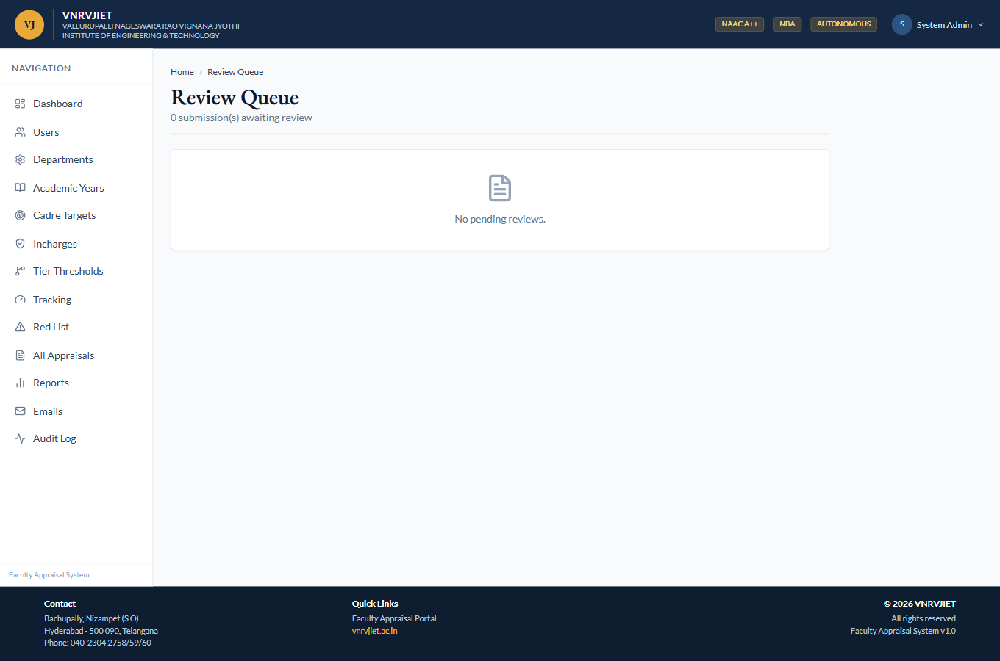 VJ
VNRVJIET
VALLURUPALLI NAGESWARA RAO VIGNANA JYOTHI
INSTITUTE OF ENGINEERING & TECHNOLOGY
NAAC A++
NBA
AUTONOMOUS
S
System Admin
NAVIGATION
Dashboard
Users
Departments
Academic Years
Cadre Targets
Incharges
Tier Thresholds
Tracking
Red List
All Appraisals
Reports
Emails
Audit Log
Faculty Appraisal System
Home › Review Queue
Review Queue
0 submission(s) awaiting review
No pending reviews.
Contact
Bachupally, Nizampet (S.O)
Hyderabad - 500 090, Telangana
Phone: 040-2304 2758/59/60
Quick Links
Faculty Appraisal Portal
vnrvjiet.ac.in
© 2026 VNRVJIET
All rights reserved
Faculty Appraisal System v1.0